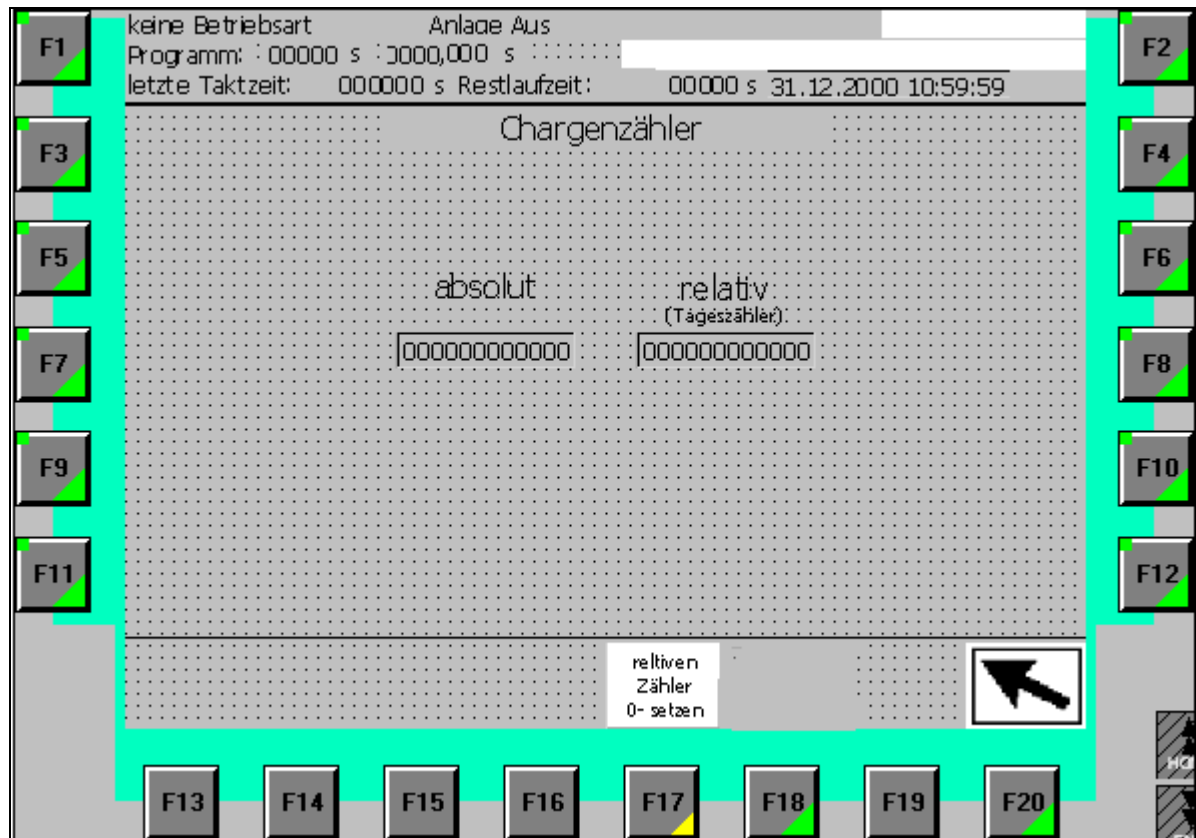 keine Betriebsart Anlage Aus
Programm: 00000 s 0000,000 s
letzte Taktzeit: 000000 s Restlaufzeit: 00000 s 31.12.2000 10:59:59
Chargenzähler
absolut relativ
(Tageszähler)
000000000000 000000000000
reltiven
Zähler
0- setzen
F1 F2
F3 F4
F5 F6
F7 F8
F9 F10
F11 F12
F13 F14 F15 F16 F17 F18 F19 F20